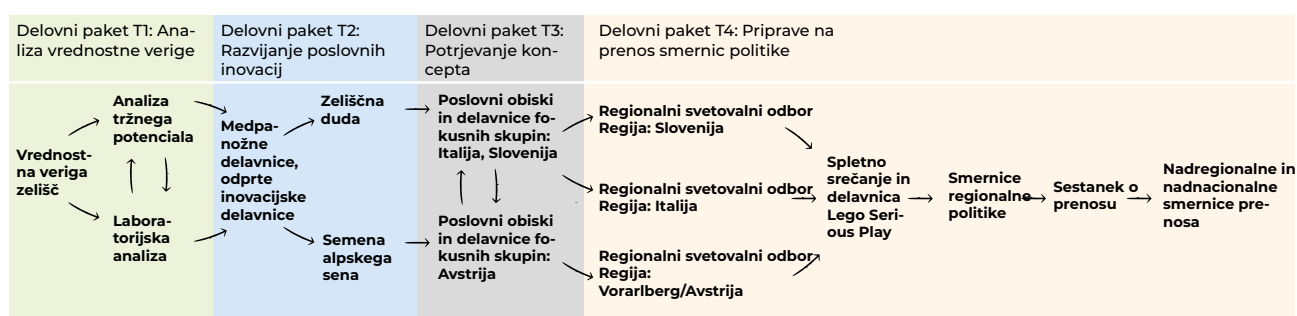 Delovni paket T1: Ana-
liza vrednostne verige
Delovni paket T2:
Razvijanje poslovnih
inovacij
Delovni paket T3:
Potrjevanje kon-
cepta
Delovni paket T4: Priprave na
prenos smernic politike
Vrednost-
na veriga
zelišč
Analiza
tržnega
potenciala
Labora-
torijska
analiza
Medpa-
nožne
delavnice,
odprte
inovacijske
delavnice
Zeliščna
duda
Semena
alpskega
sena
Poslovni obiski
in delavnice fo-
kusnih skupin:
Italija, Slovenija
Poslovni obiski
in delavnice fo-
kusnih skupin:
Avstrija
Regionalni svetovalni odbor
Regija: Slovenija
Regionalni svetovalni odbor
Regija: Italija
Regionalni svetovalni odbor
Regija:
Vorarlberg/Avstrija
Spletno
srečanje in
delavnica
Lego Seri-
ous Play
Smernice
regionalne
politike
Sestanek o
prenosu
Nadregionalne in
nadnacionalne
smernice pre-
nosa